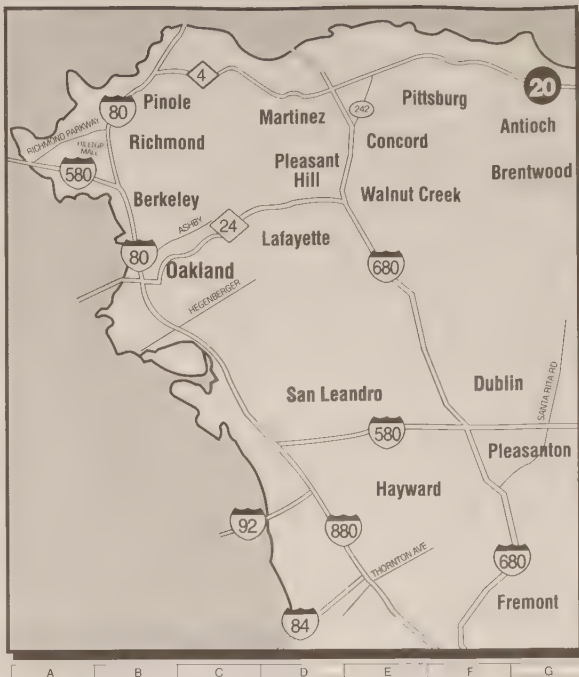 4
20
80
Pinole
Pittsburg
242
Martinez
Antioch
RICHMOND PARKWAY
Richmond
Concord
HILLTOP
MALL
Pleasant
Hill
Brentwood
580
Berkeley
Walnut Creek
ASHBY
24
Lafayette
80
Oakland
680
HEGENBERGER
San Leandro
Dublin
SANTA RITA RD
580
Pleasanton
Hayward
92
880
THORNTON AVE
680
84
Fremont
A B C D E F G